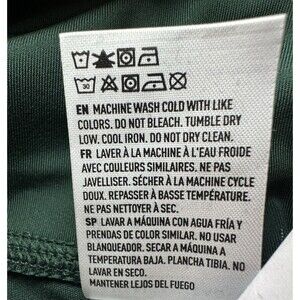 30
EN MACHINE WASH COLD WITH LIKE
COLORS. DO NOT BLEACH. TUMBLE DRY
LOW. COOL IRON. DO NOT DRY CLEAN.
FR LAVER À LA MACHINE À L'EAU FROIDE
AVEC COULEURS SIMILAIRES. NE PAS
JAVELLISER. SÉCHER À LA MACHINE CYCLE
DOUX. REPASSER À BASSE TEMPÉRATURE.
NE PAS NETTOYER À SEC.
SP LAVAR A MÁQUINA CON AGUA FRÍA Y
PRENDAS DE COLOR SIMILAR. NO USAR
BLANQUEADOR. SECAR A MÁQUINA A
TEMPERATURA BAJA. PLANCHA TIBIA. NO
LAVAR EN SECO.
MANTENER LEJOS DEL FUEGO